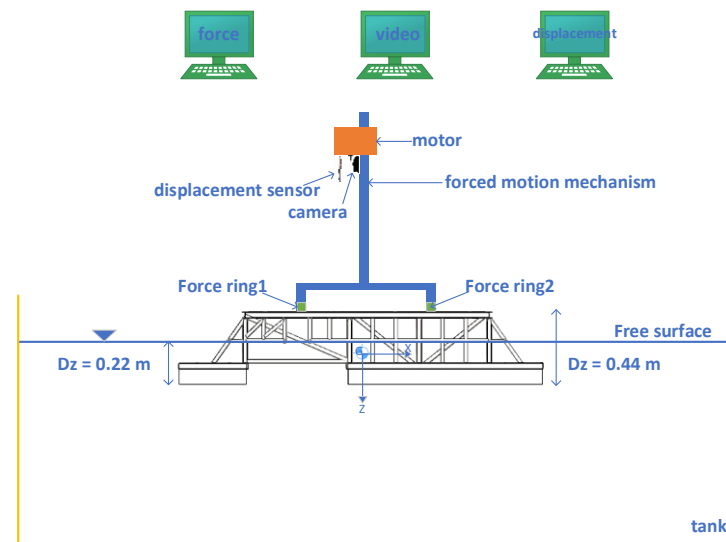 force
video
displacement
motor
displacement sensor
forced motion mechanism
camera
Force ring1
Force ring2
Free surface
Dz = 0.22 m
Dz = 0.44 m
X
Z
tank